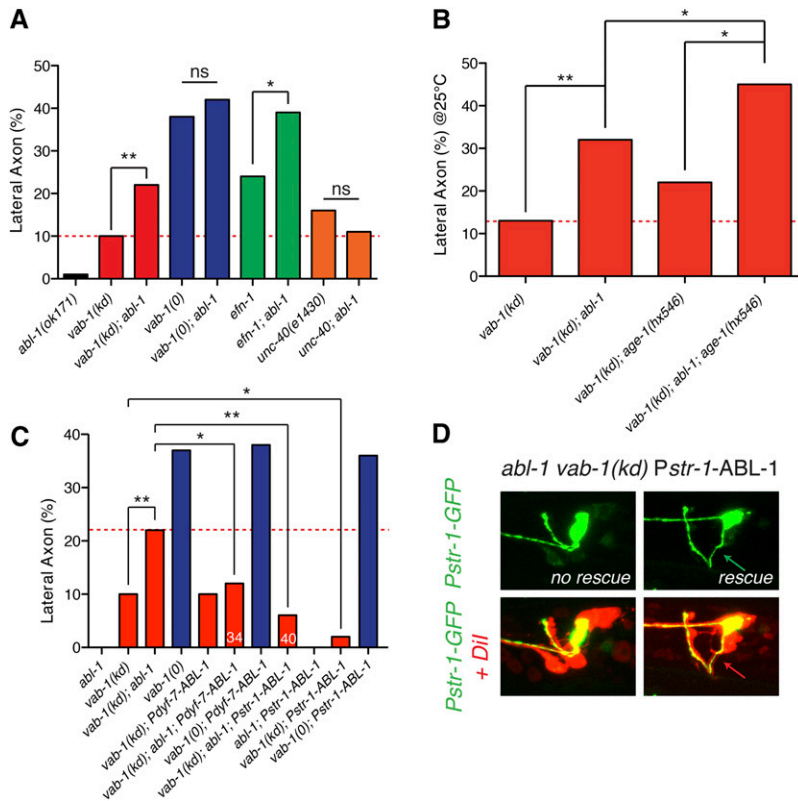 A
Lateral Axon (%)
50
40
30
20
10
0
**
ns
*
ns
abl-1(ok171)
vab-1(kd)
vab-1(kd); abl-1
vab-1(0)
vab-1(0); abl-1
efn-1
efn-1; abl-1
unc-40(e1430)
unc-40; abl-1
B
Lateral Axon (%) @25°C
50
40
30
20
10
0
*
*
**
vab-1(kd)
vab-1(kd); abl-1
vab-1(kd); age-1(hx546)
vab-1(kd); abl-1; age-1(hx546)
C
Lateral Axon (%)
40
30
20
10
0
*
**
*
**
34
40
abl-1
vab-1(kd)
vab-1(kd); abl-1
vab-1(0)
vab-1(kd); Pdyf-7-ABL-1
vab-1(kd); abl-1; Pdyf-7-ABL-1
vab-1(0); Pdyf-7-ABL-1
vab-1(kd); abl-1; Pstr-1-ABL-1
abl-1; Pstr-1-ABL-1
vab-1(kd); Pstr-1-ABL-1
vab-1(0); Pstr-1-ABL-1
D
abl-1 vab-1(kd) Pstr-1-ABL-1
Pstr-1-GFP
no rescue
rescue
Pstr-1-GFP
+ DiI